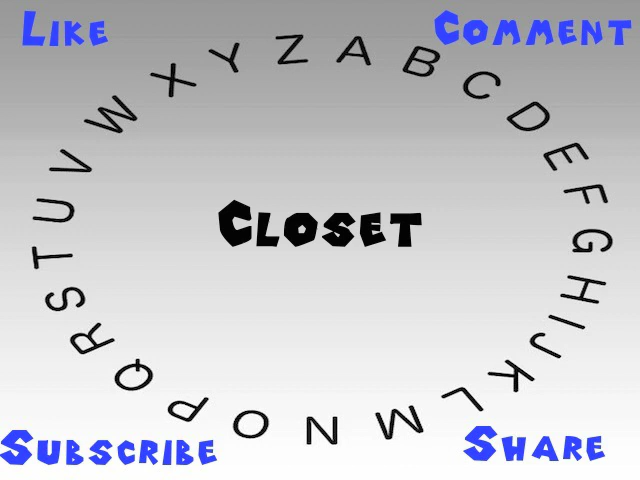 Like
Comment
A B C D E F G H I J K L M N O P Q R S T U V W X Y Z
Closet
Subscribe
Share